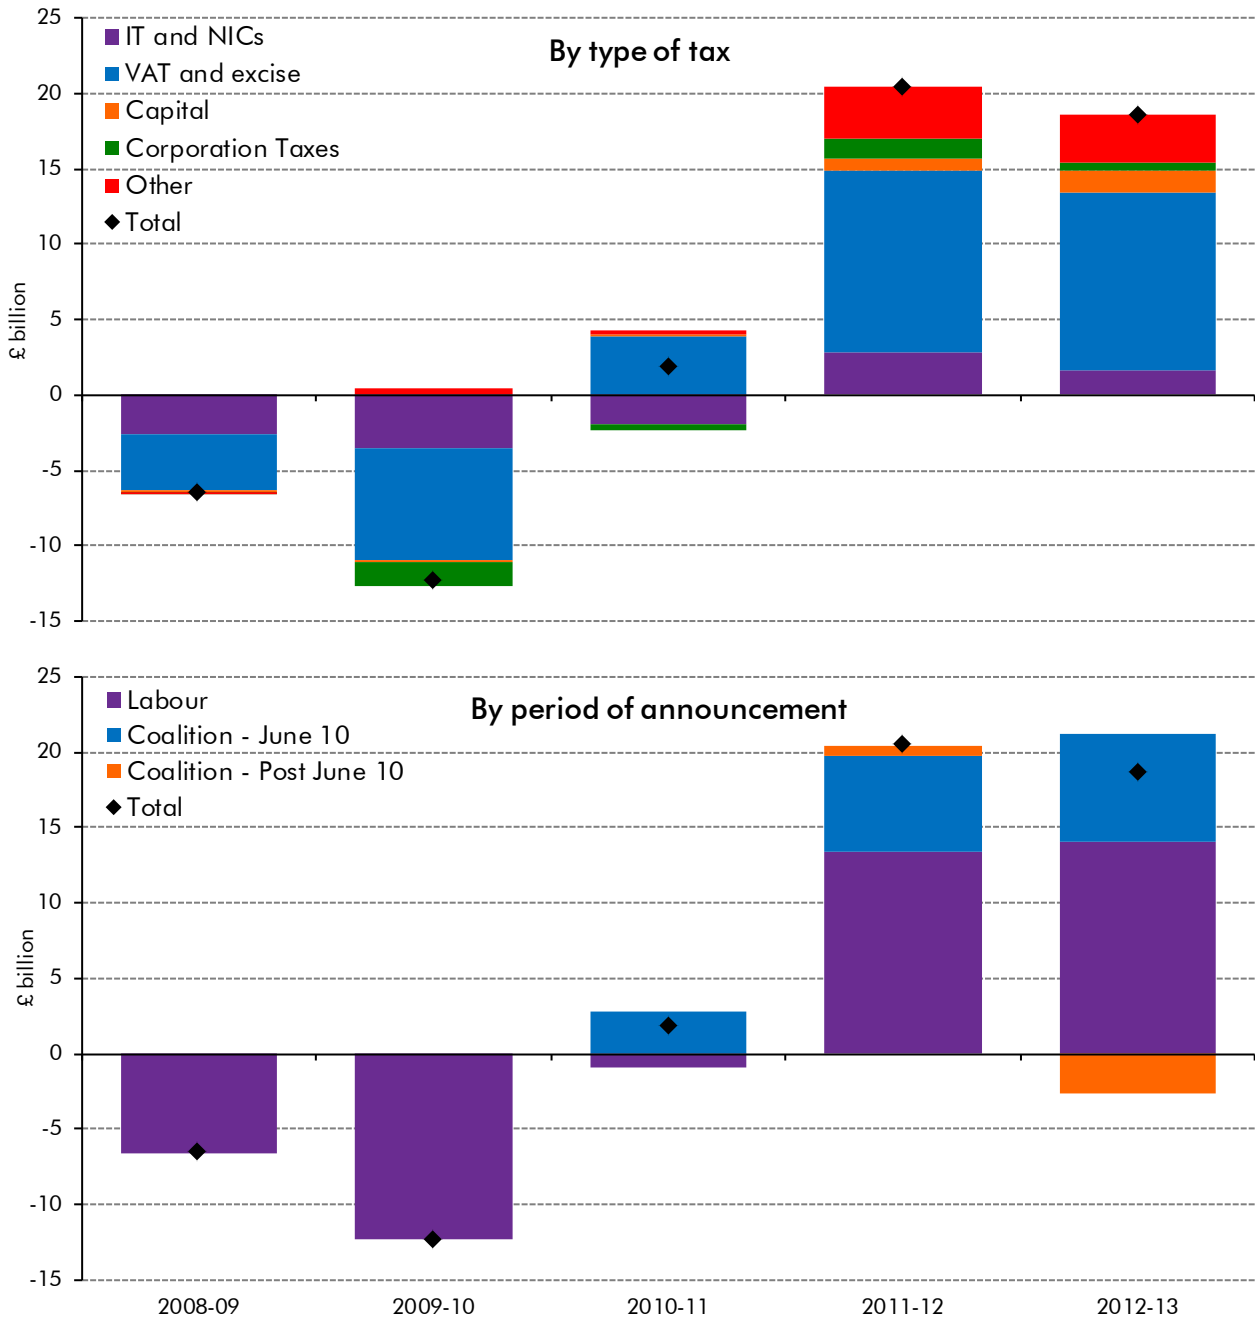 By type of tax
IT and NICs
VAT and excise
Capital
Corporation Taxes
Other
Total
£ billion
25
20
15
10
5
0
-5
-10
-15
By period of announcement
Labour
Coalition - June 10
Coalition - Post June 10
Total
£ billion
25
20
15
10
5
0
-5
-10
-15
2008-09 2009-10 2010-11 2011-12 2012-13